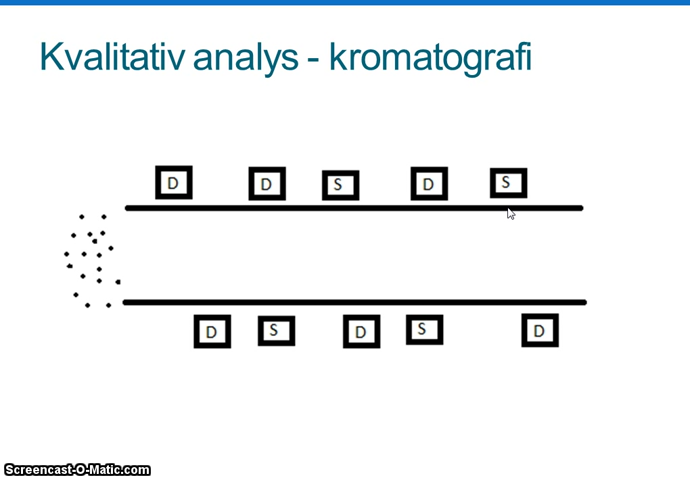 Kvalitativ analys - kromatografi
D D S D S
D S D S D
Screencast-O-Matic.com